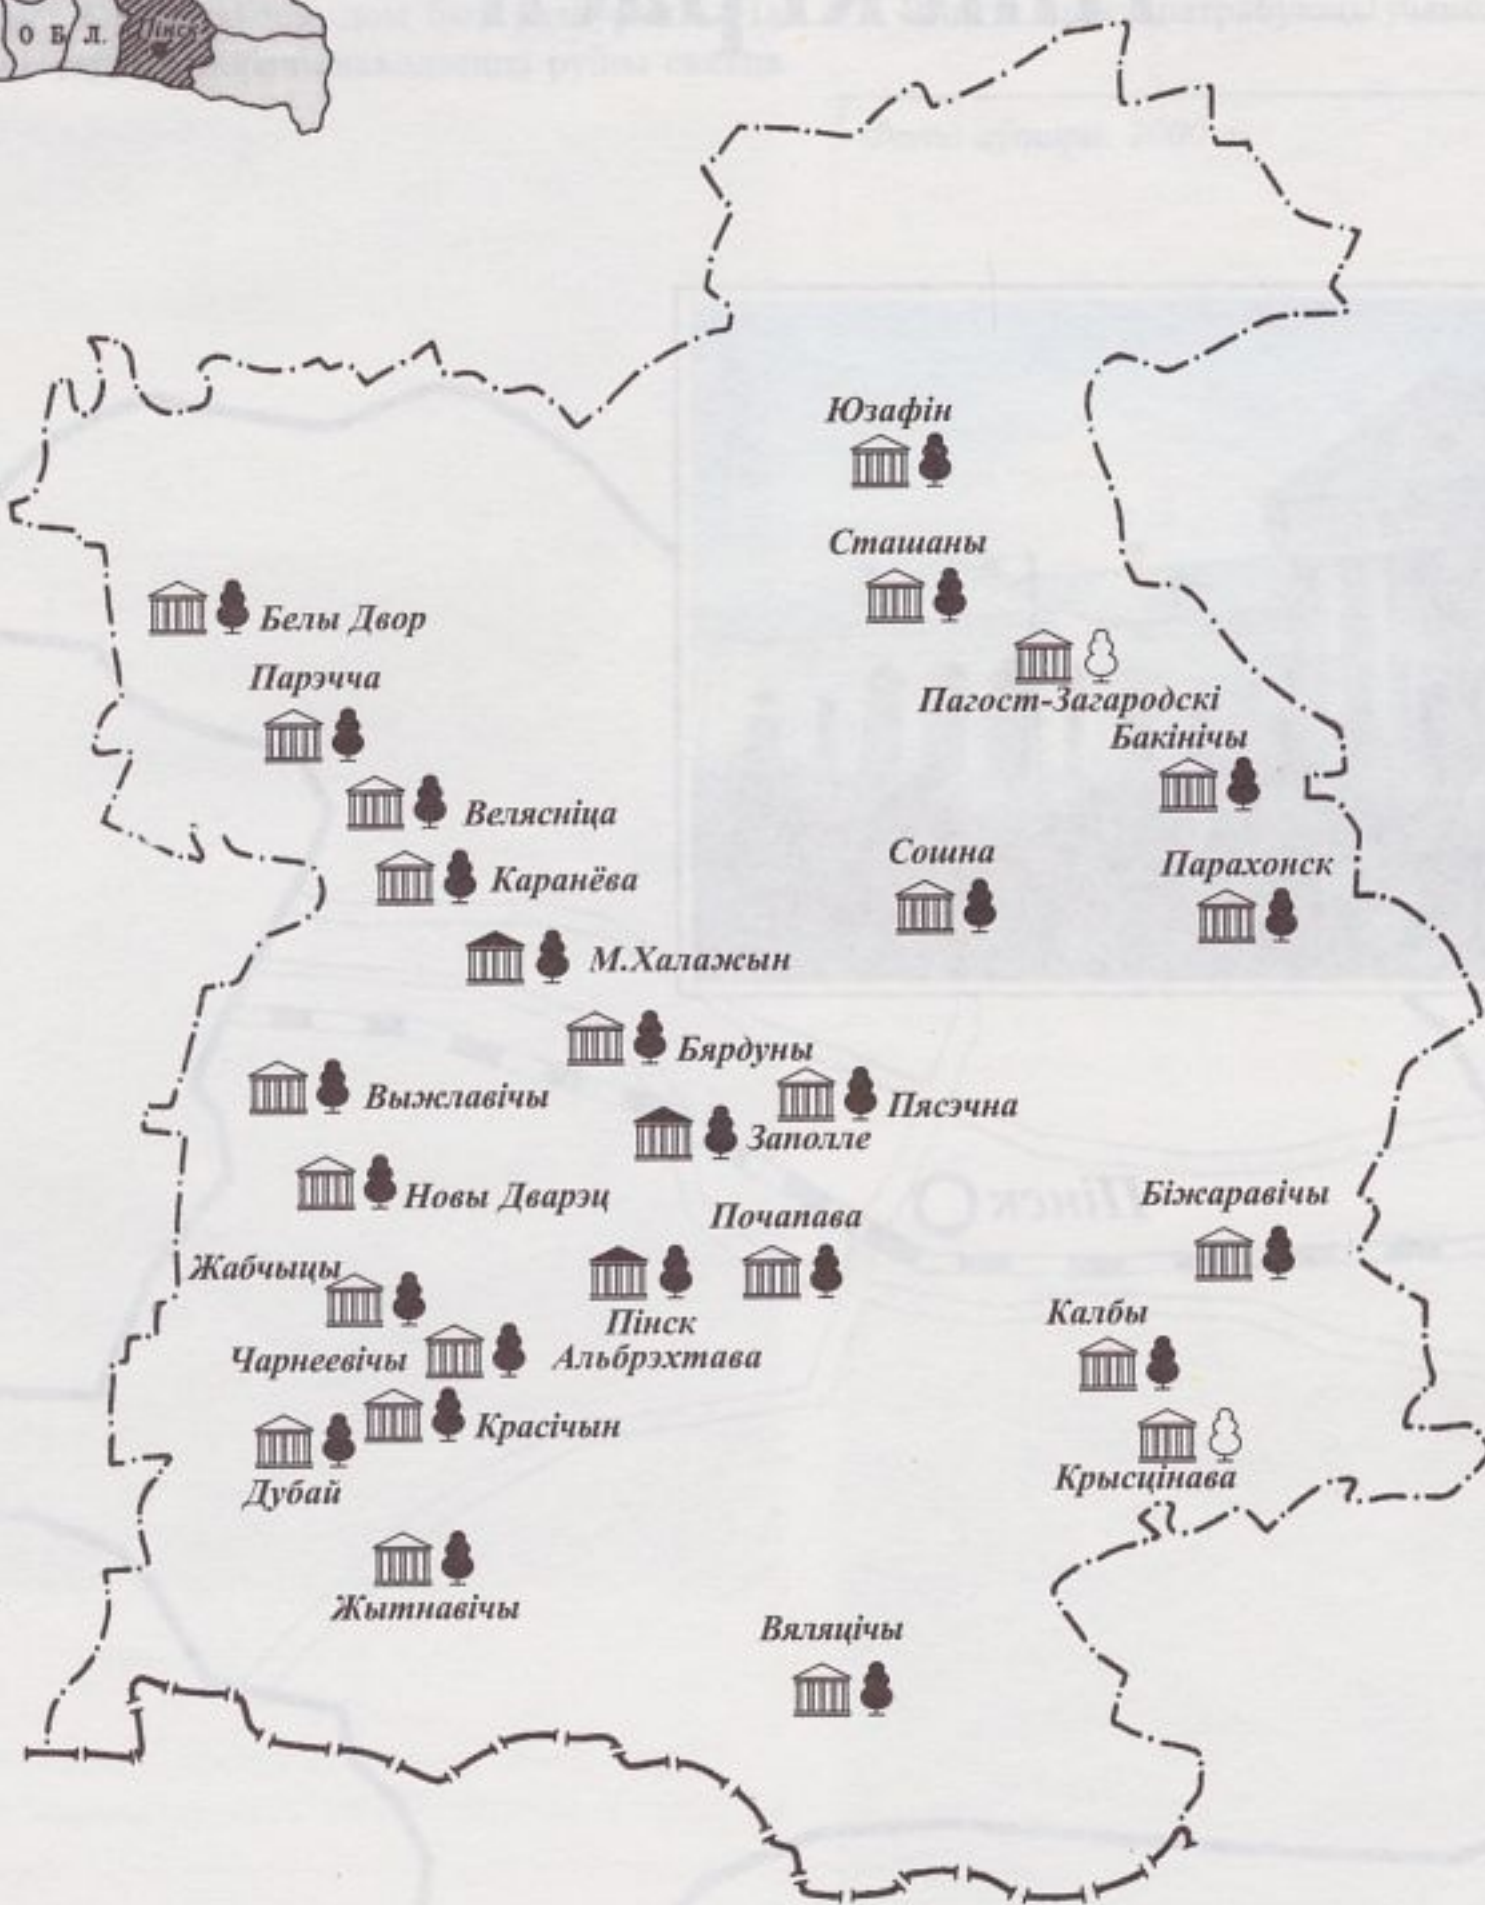 О Б Л.
Пінск
Юзафін
Сташаны
Белы Двор
Парэчча
Пагост-Загародскі
Бакінічы
Велясніца
Каранёва
Сошна
Парахонск
М.Халажын
Бярдуны
Выжлавічы
Пясэчна
Заполле
Новы Дварэц
Почапава
Біжаравічы
Жабчыцы
Пінск
Альбрэхтава
Калбы
Чарнеевічы
Красічын
Дубай
Крысцінава
Жытнавічы
Вяляцічы
Пінск